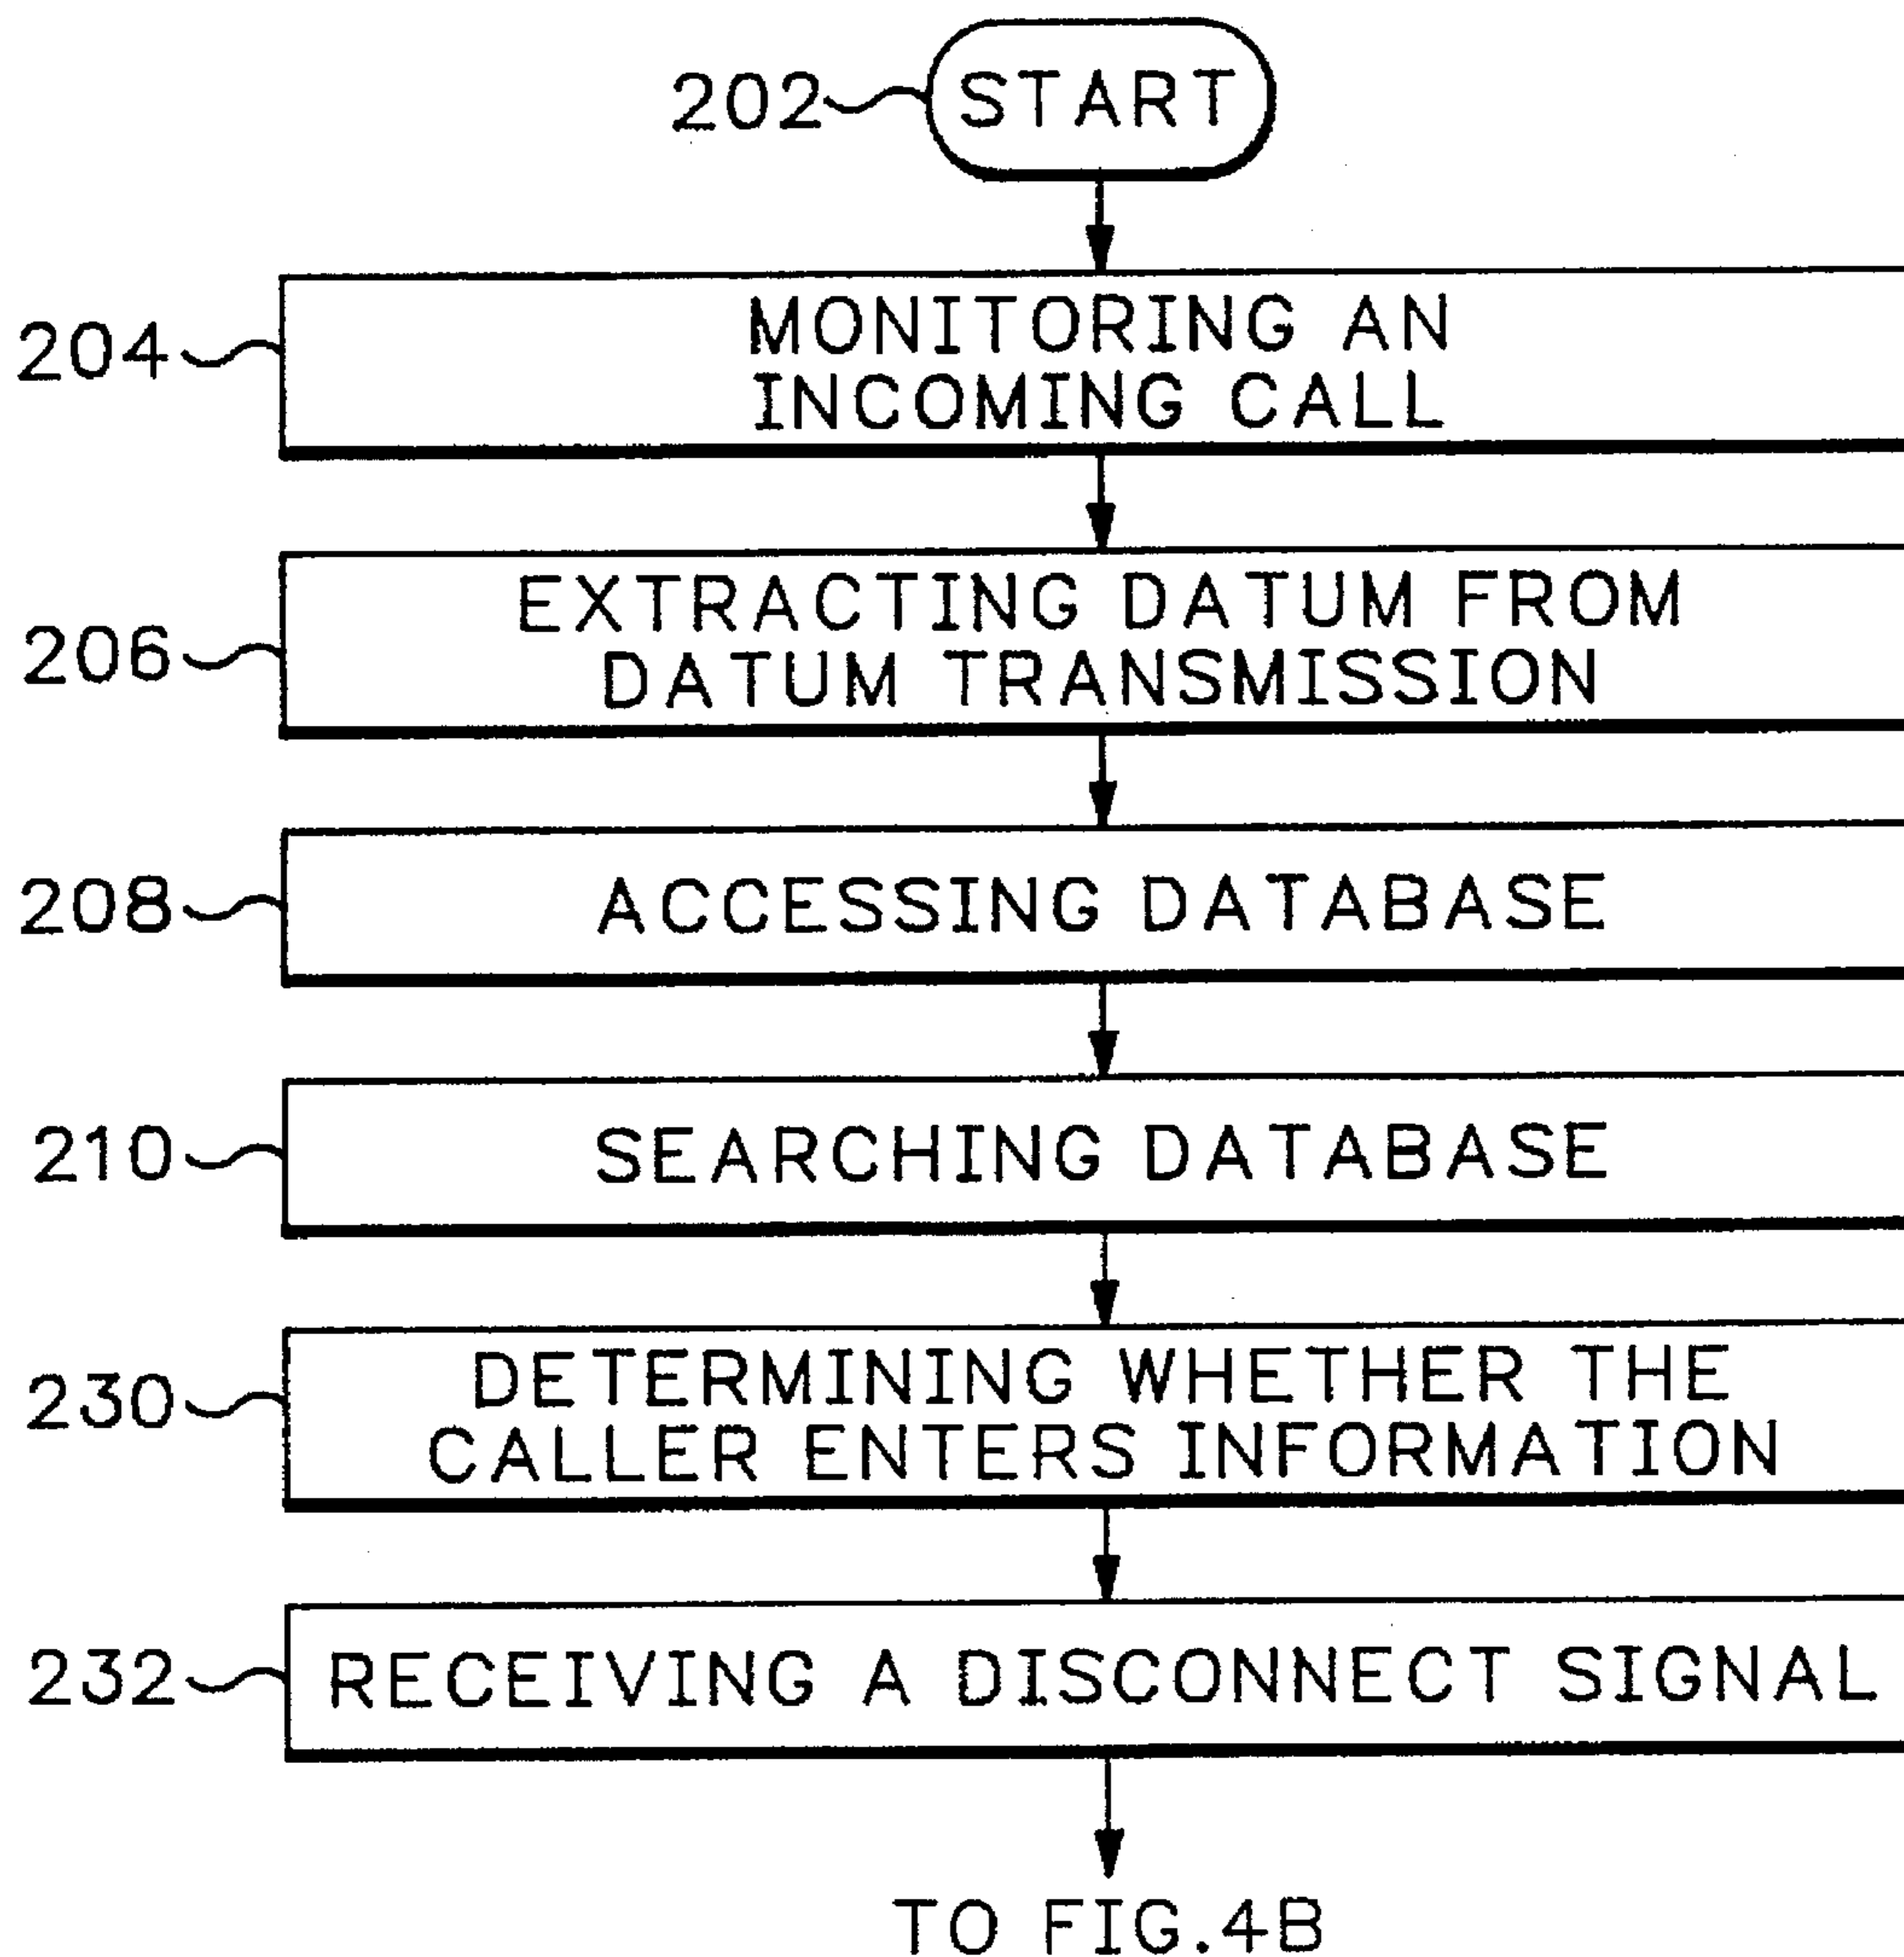 202 START
204 MONITORING AN
INCOMING CALL
206 EXTRACTING DATUM FROM
DATUM TRANSMISSION
208 ACCESSING DATABASE
210 SEARCHING DATABASE
230 DETERMINING WHETHER THE
CALLER ENTERS INFORMATION
232 RECEIVING A DISCONNECT SIGNAL
TO FIG.4B